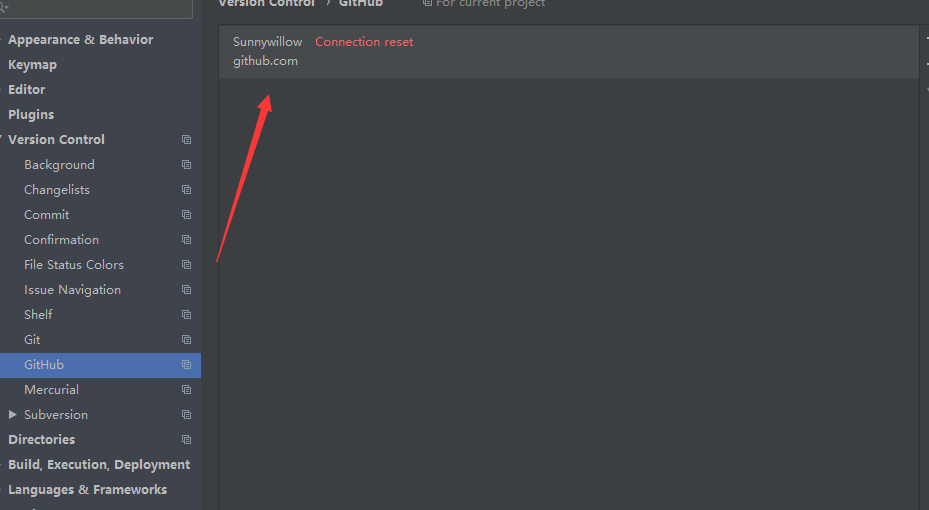 Version Control › GitHub For current project
Appearance & Behavior
Keymap
Editor
Plugins
Version Control
Background
Changelists
Commit
Confirmation
File Status Colors
Issue Navigation
Shelf
Git
GitHub
Mercurial
Subversion
Directories
Build, Execution, Deployment
Languages & Frameworks
Sunnywillow Connection reset
github.com